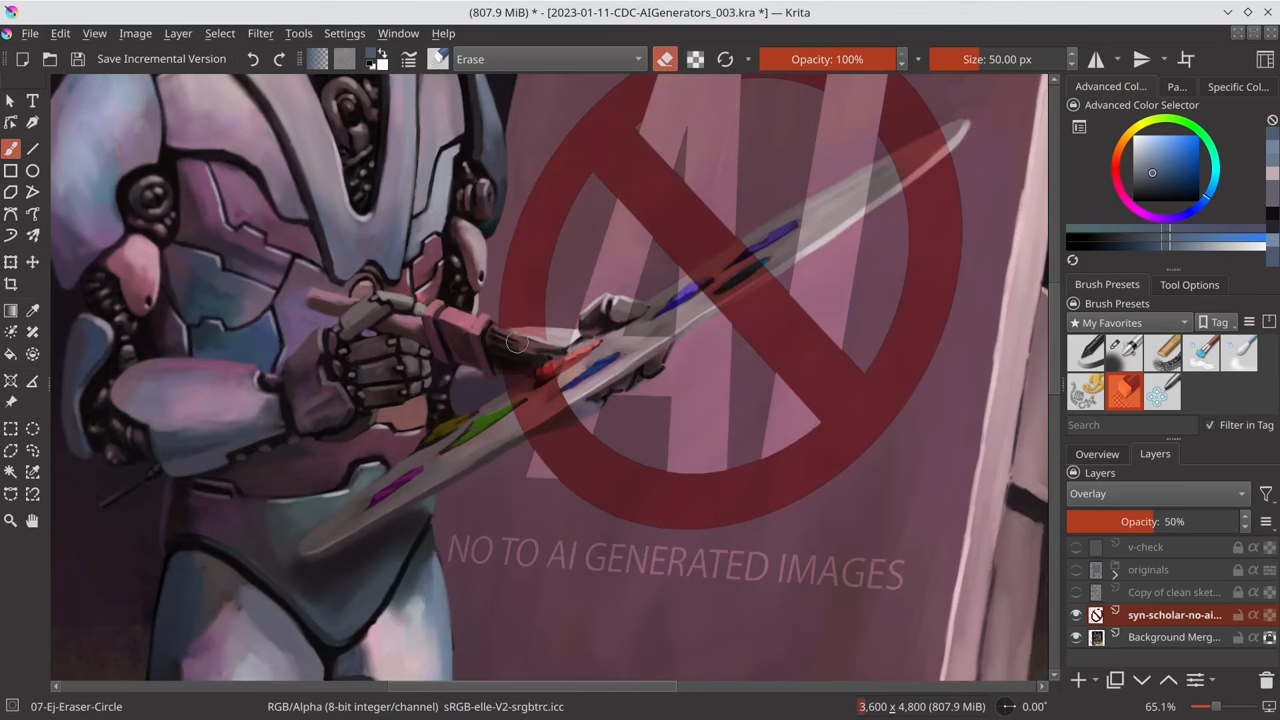 (807.9 MiB) * - [2023-01-11-CDC-AIGenerators_003.kra *] — Krita
File Edit View Image Layer Select Filter Tools Settings Window Help
Save Incremental Version
Erase
Opacity: 100%
Size: 50.00 px
Advanced Col... Pa... Specific Col...
Advanced Color Selector
AI
NO TO AI GENERATED IMAGES
Brush Presets Tool Options
Brush Presets
★ My Favorites
Tag
Search
Filter in Tag
Overview Layers
Layers
Overlay
Opacity: 50%
v-check
originals
Copy of clean sket...
syn-scholar-no-ai...
Background Merg...
07-Ej-Eraser-Circle
RGB/Alpha (8-bit integer/channel) sRGB-elle-V2-srgbtrc.icc
3,600 x 4,800 (807.9 MiB)
0.00°
65.1%